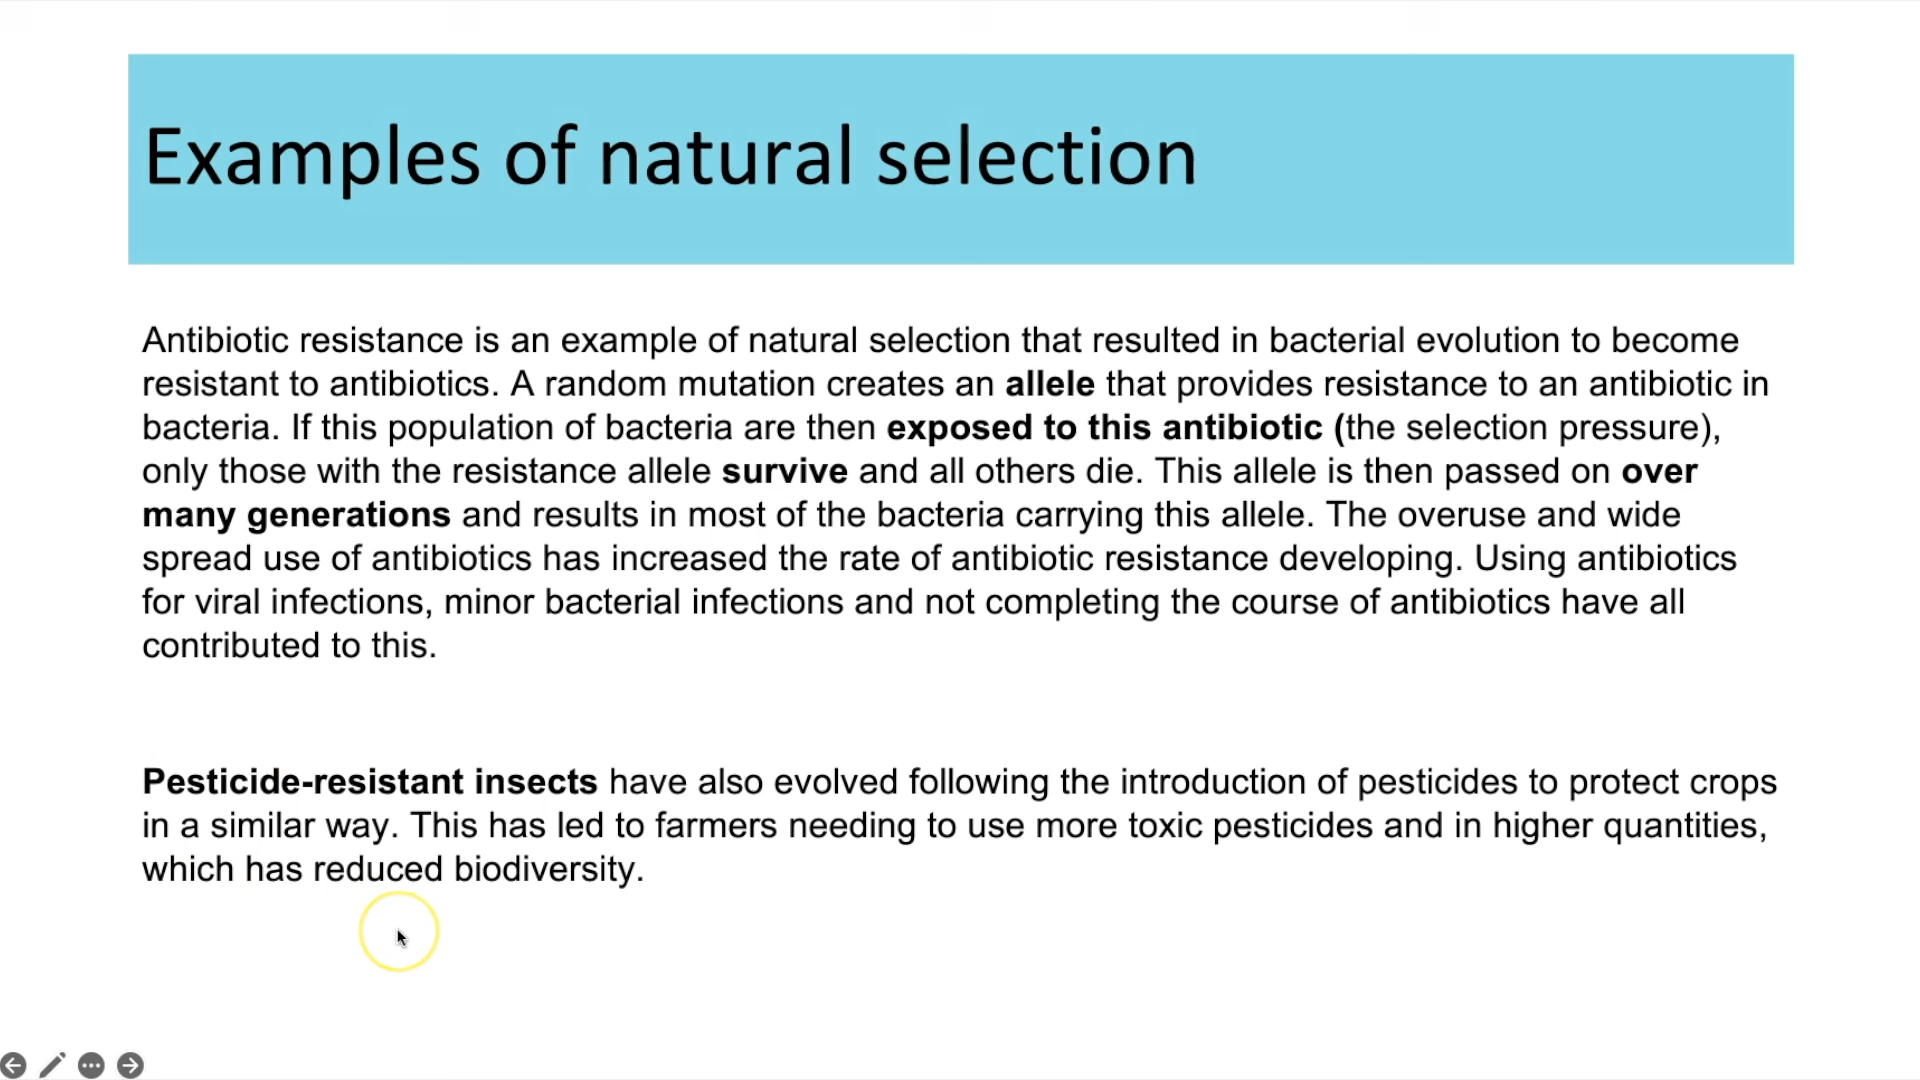 Examples of natural selection
Antibiotic resistance is an example of natural selection that resulted in bacterial evolution to become
resistant to antibiotics. A random mutation creates an allele that provides resistance to an antibiotic in
bacteria. If this population of bacteria are then exposed to this antibiotic (the selection pressure),
only those with the resistance allele survive and all others die. This allele is then passed on over
many generations and results in most of the bacteria carrying this allele. The overuse and wide
spread use of antibiotics has increased the rate of antibiotic resistance developing. Using antibiotics
for viral infections, minor bacterial infections and not completing the course of antibiotics have all
contributed to this.
Pesticide-resistant insects have also evolved following the introduction of pesticides to protect crops
in a similar way. This has led to farmers needing to use more toxic pesticides and in higher quantities,
which has reduced biodiversity.